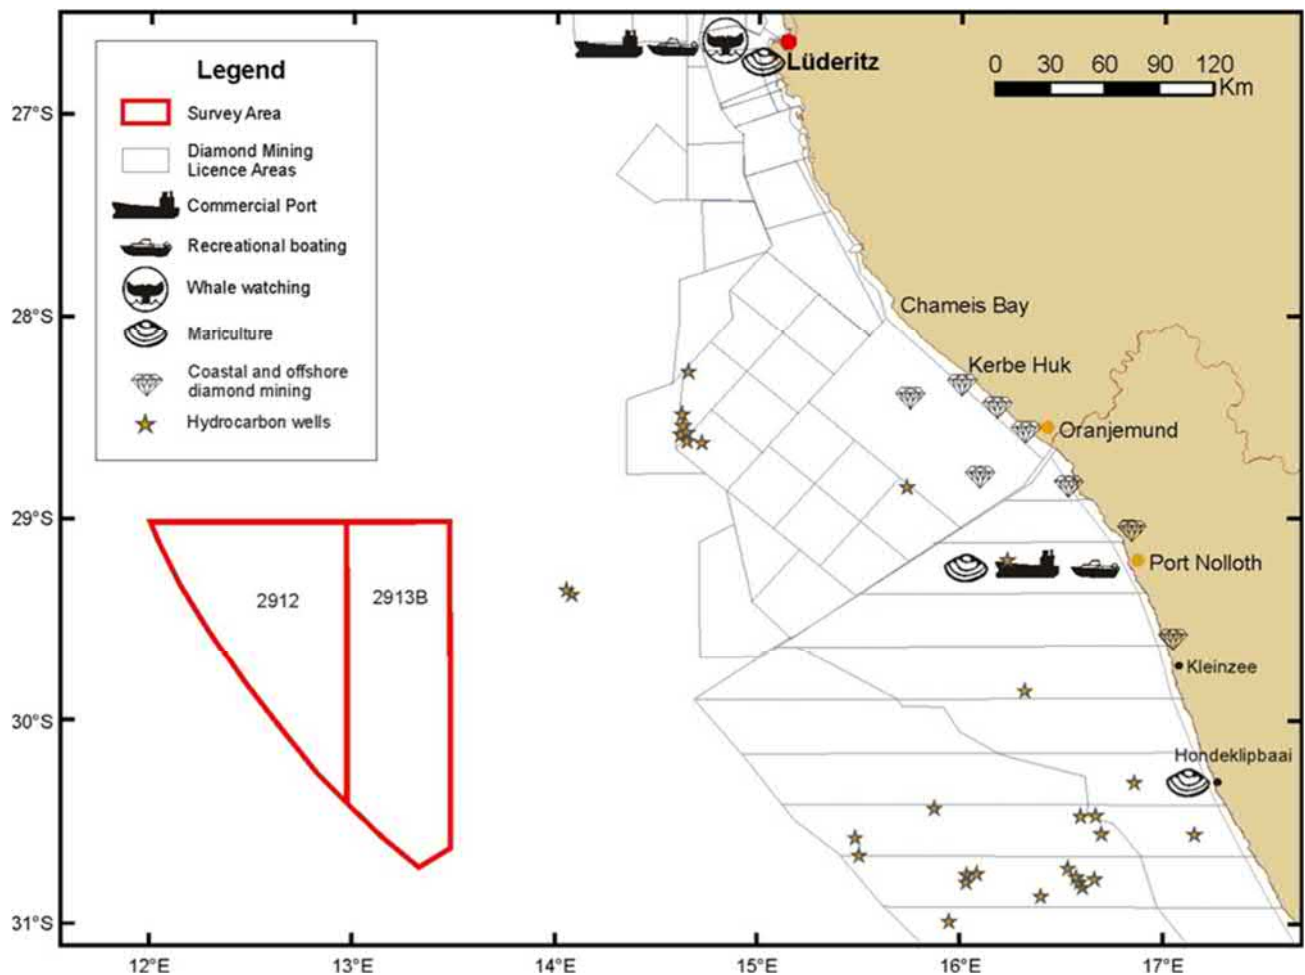 Legend
Survey Area
Diamond Mining
Licence Areas
Commercial Port
Recreational boating
Whale watching
Mariculture
Coastal and offshore
diamond mining
Hydrocarbon wells
Lüderitz
0 30 60 90 120
Km
27°S
28°S
29°S
30°S
31°S
Chameis Bay
Kerbe Huk
Oranjemund
Port Nolloth
Kleinzee
Hondeklipbaai
2912
2913B
12°E 13°E 14°E 15°E 16°E 17°E